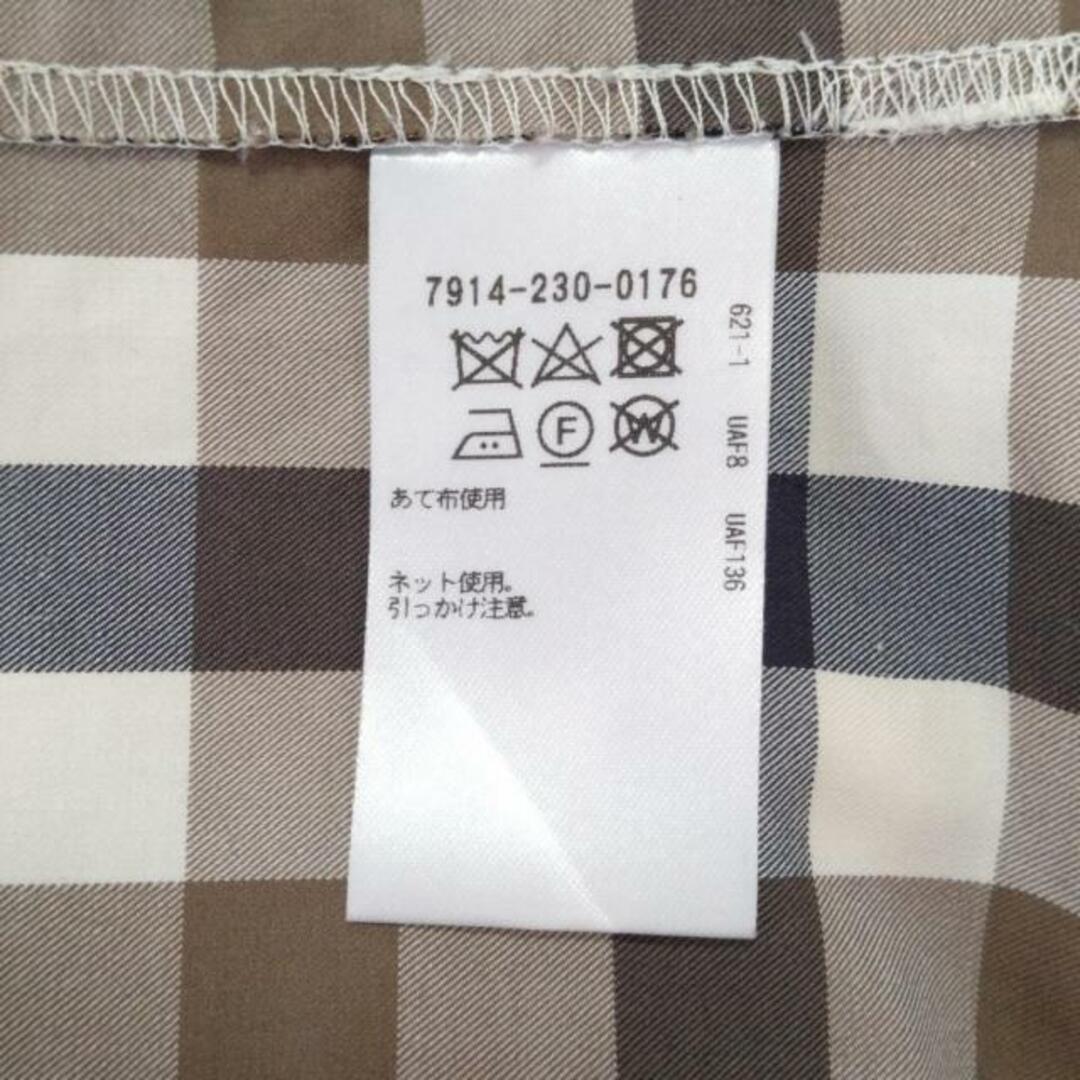 7914-230-0176
F
W
あて布使用
ネット使用。
引っかけ注意。
621-1 UAF8 UAF136